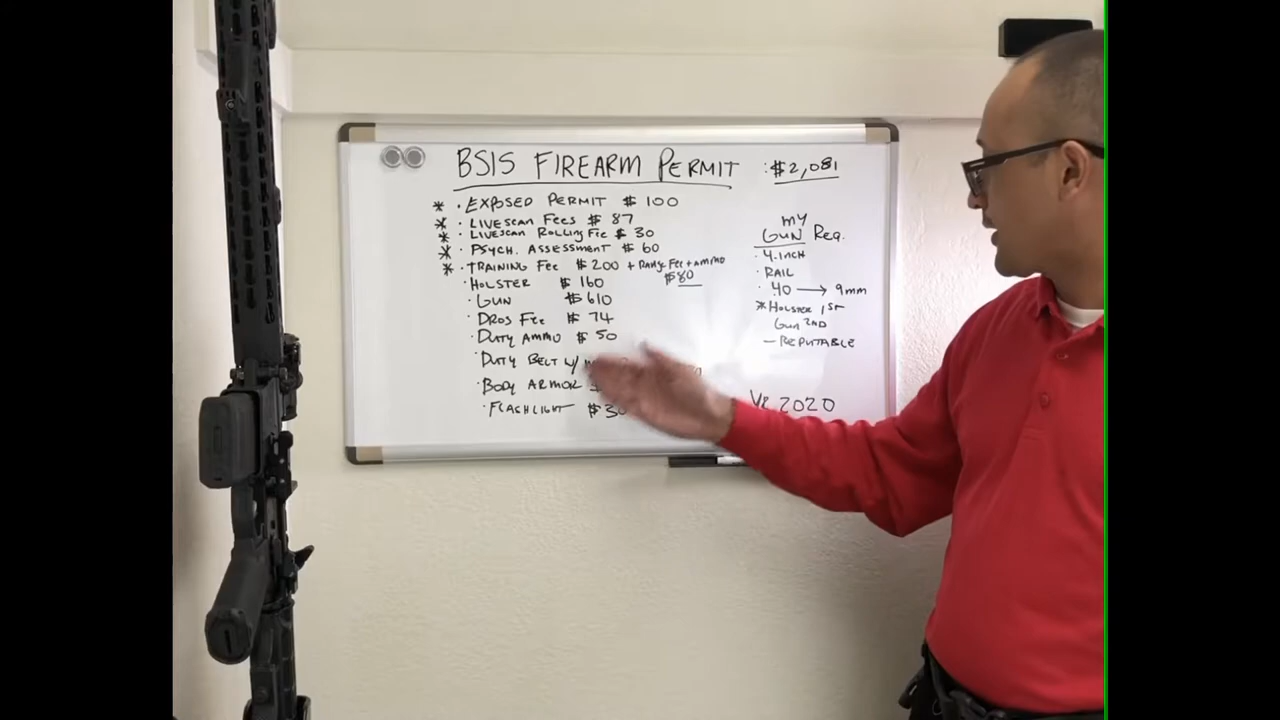 BSIS FIREARM PERMIT : $2,081
* · EXPOSED PERMIT $ 100
* · LIVESCAN FEES $ 87
* · LIVESCAN ROLLING FEE $ 30
* · PSYCH. ASSESSMENT $ 60
* · TRAINING FEE $ 200 + RANGE FEE + AMMO
$80
· HOLSTER $ 160
· GUN $ 610
· DROS FEE $ 74
· DUTY AMMO $ 50
· DUTY BELT W/
· BODY ARMOR $
· FLASHLIGHT $ 30
MY
GUN REQ.
· 4.INCH
· RAIL
· 40 → 9mm
* HOLSTER 1ST
GUN 2ND
- REPUTABLE
YR 2020